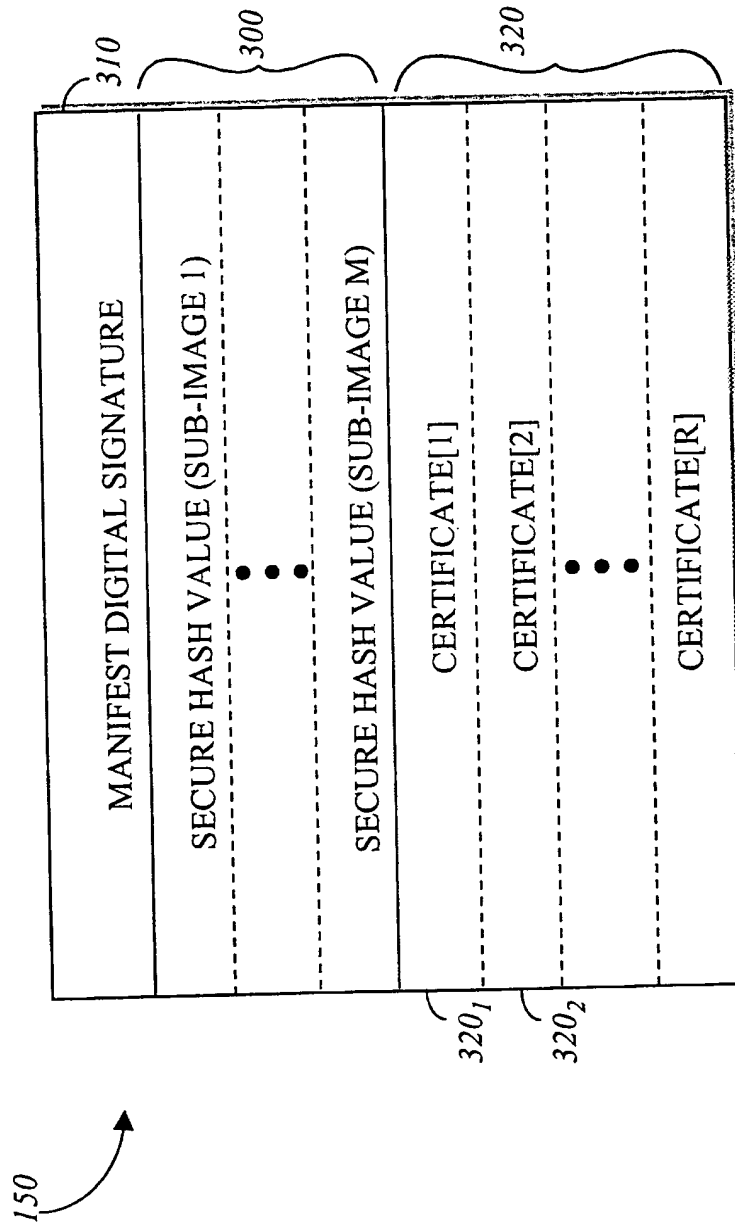 150
310
MANIFEST DIGITAL SIGNATURE
SECURE HASH VALUE (SUB-IMAGE 1)
300
SECURE HASH VALUE (SUB-IMAGE M)
320₁
CERTIFICATE[1]
320
320₂
CERTIFICATE[2]
CERTIFICATE[R]